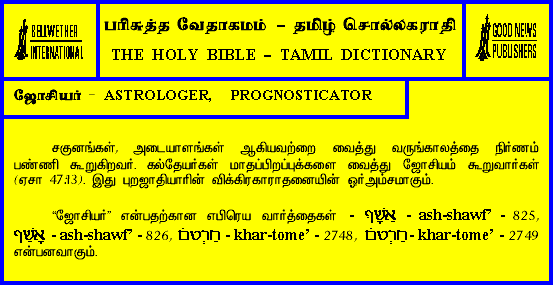 BELLWETHER
INTERNATIONAL
பரிசுத்த வேதாகமம் – தமிழ் சொல்லகராதி
THE HOLY BIBLE – TAMIL DICTIONARY
GOOD NEWS
PUBLISHERS
ஜோசியர் - ASTROLOGER, PROGNOSTICATOR
சகுனங்கள், அடையாளங்கள் ஆகியவற்றை வைத்து வருங்காலத்தை நிர்ணம்
பண்ணி கூறுகிறவர். கல்தேயர்கள் மாதப்பிறப்புக்களை வைத்து ஜோசியம் கூறுவார்கள்
(ஏசா 47:13). இது புறஜாதியாரின் விக்கிரகாராதனையின் ஓர்அம்சமாகும்.
“ஜோசியர்” என்பதற்கான எபிரெய வார்த்தைகள் - אַשָּׁף - ash-shawf’ - 825,
אָשַׁף - ash-shawf’ - 826, חַרְטֹם - khar-tome’ - 2748, חַרְטֹם - khar-tome’ - 2749
என்பனவாகும்.